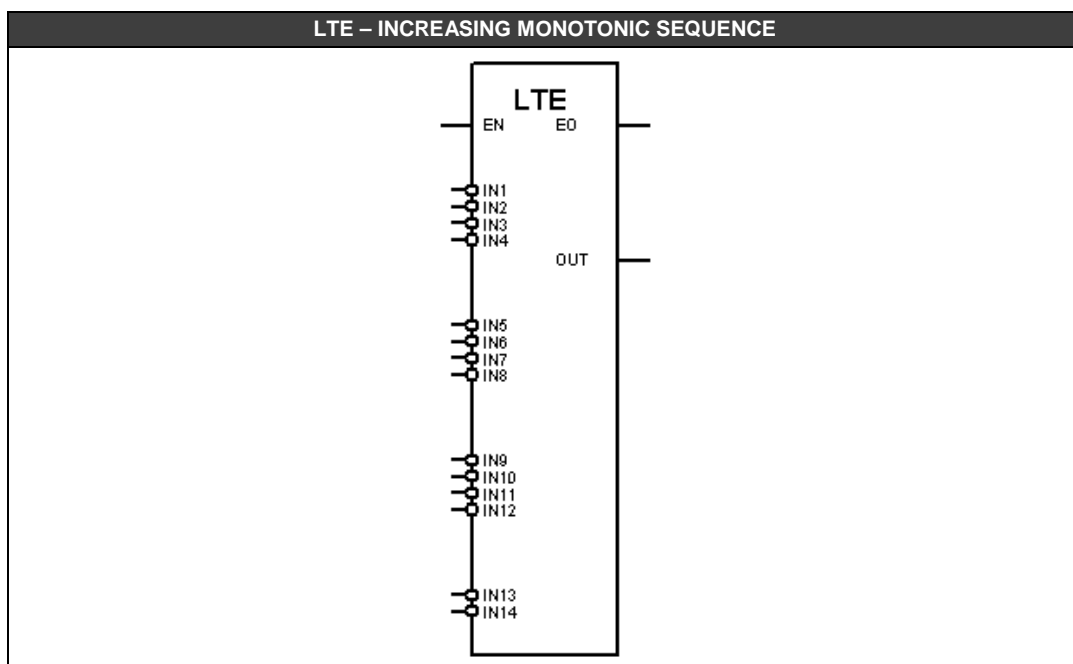 LTE – INCREASING MONOTONIC SEQUENCE
LTE
EN EO
IN1
IN2
IN3
IN4
OUT
IN5
IN6
IN7
IN8
IN9
IN10
IN11
IN12
IN13
IN14